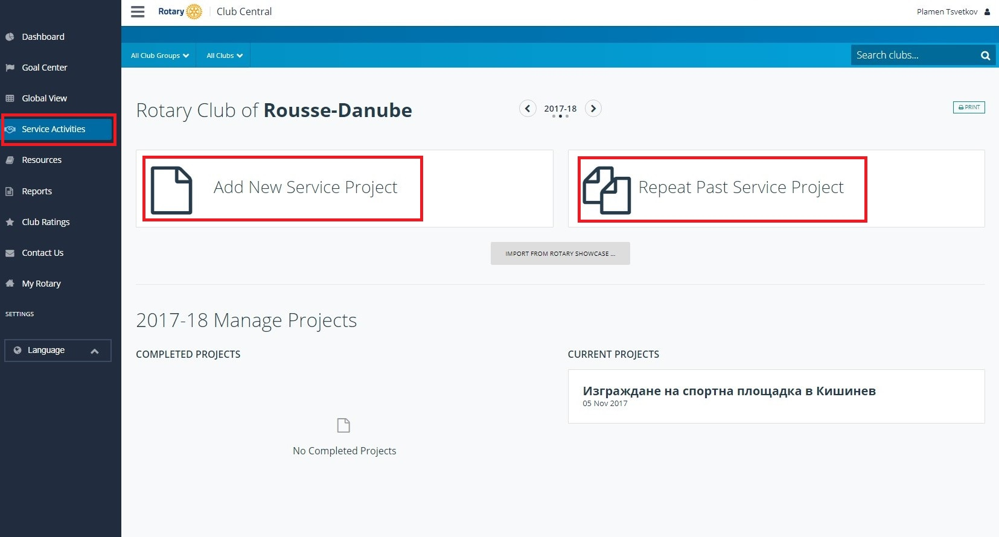 Rotary
Club Central
Plamen Tsvetkov
Dashboard
Goal Center
Global View
Service Activities
Resources
Reports
Club Ratings
Contact Us
My Rotary
SETTINGS
Language
All Club Groups
All Clubs
Search clubs...
Rotary Club of Rousse-Danube
2017-18
PRINT
Add New Service Project
Repeat Past Service Project
IMPORT FROM ROTARY SHOWCASE ...
2017-18 Manage Projects
COMPLETED PROJECTS
No Completed Projects
CURRENT PROJECTS
Изграждане на спортна площадка в Кишинев
05 Nov 2017